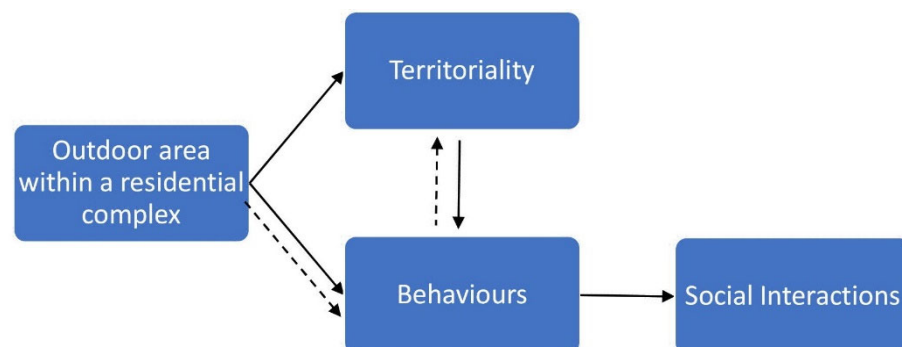 Territoriality
Outdoor area
within a residential
complex
Behaviours
Social Interactions